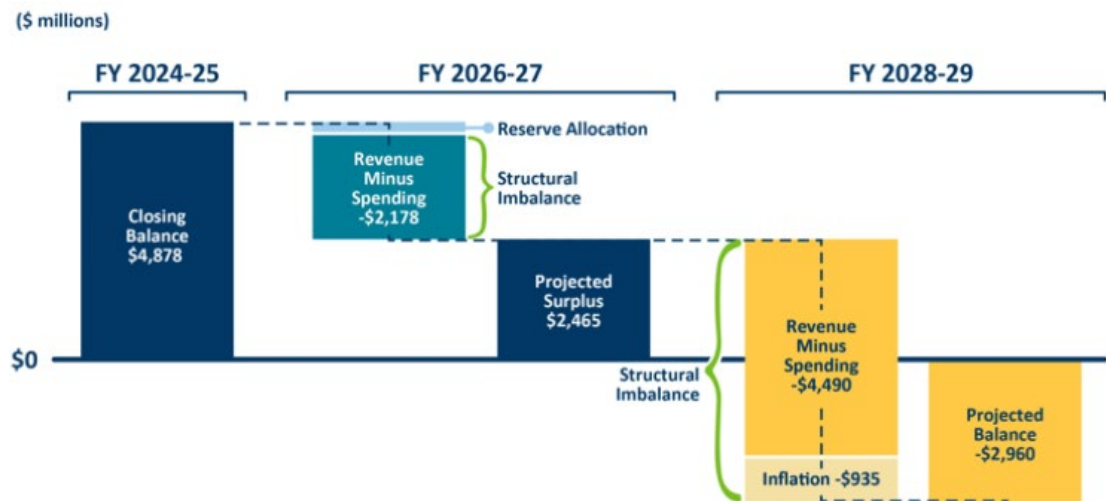 ($ millions)
FY 2024-25
FY 2026-27
FY 2028-29
Closing
Balance
$4,878
Revenue
Minus
Spending
-$2,178
Reserve Allocation
Structural
Imbalance
Projected
Surplus
$2,465
$0
Structural
Imbalance
Revenue
Minus
Spending
-$4,490
Inflation -$935
Projected
Balance
-$2,960